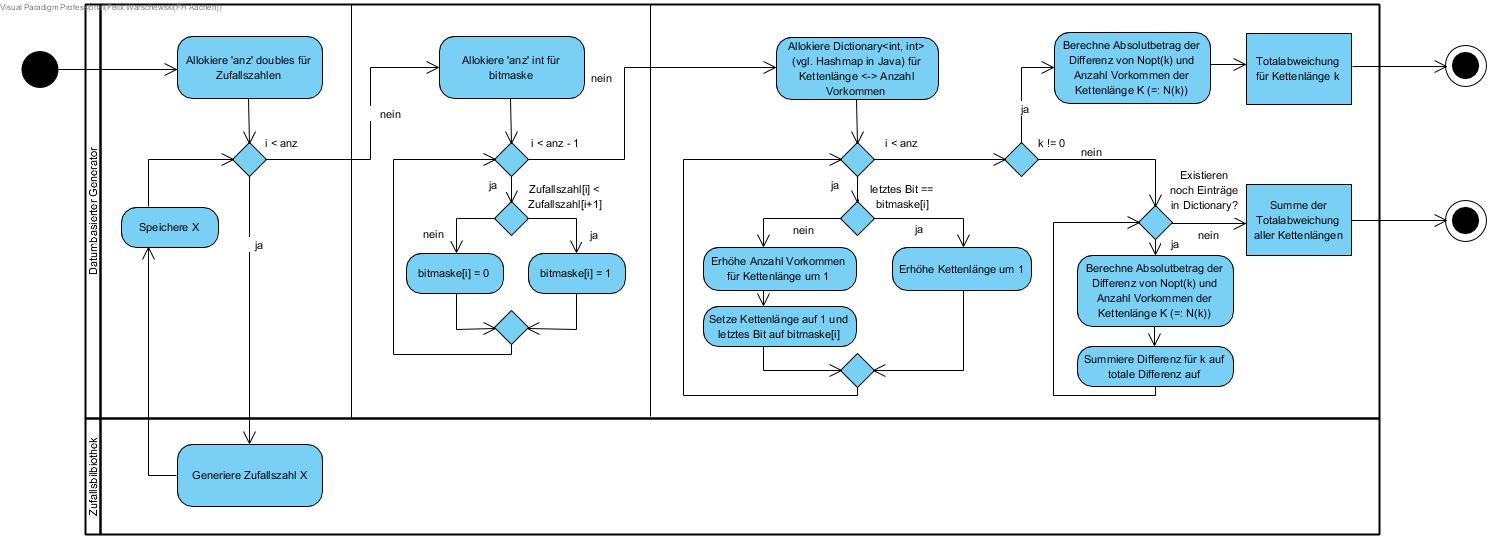 Visual Paradigm Professional(Felix Warschewski(FH Aachen))
Datumbasierter Generator
Allokiere 'anz' doubles für
Zufallszahlen
i < anz
nein
ja
Speichere X
Allokiere 'anz' int für
bitmaske
nein
i < anz - 1
ja
Zufallszahl[i] <
Zufallszahl[i+1]
nein
ja
bitmaske[i] = 0
bitmaske[i] = 1
Allokiere Dictionary<int, int>
(vgl. Hashmap in Java) für
Kettenlänge <-> Anzahl
Vorkommen
i < anz
ja
letztes Bit ==
bitmaske[i]
nein
ja
Erhöhe Anzahl Vorkommen
für Kettenlänge um 1
Erhöhe Kettenlänge um 1
Setze Kettenlänge auf 1 und
letztes Bit auf bitmaske[i]
Berechne Absolutbetrag der
Differenz von Nopt(k) und
Anzahl Vorkommen der
Kettenlänge K (=: N(k))
Totalabweichung
für Kettenlänge k
ja
k != 0
nein
Existieren
noch Einträge
in Dictionary?
nein
ja
Summe der
Totalabweichung
aller Kettenlängen
Berechne Absolutbetrag der
Differenz von Nopt(k) und
Anzahl Vorkommen der
Kettenlänge K (=: N(k))
Summiere Differenz für k auf
totale Differenz auf
Zufallsbilbiothek
Generiere Zufallszahl X